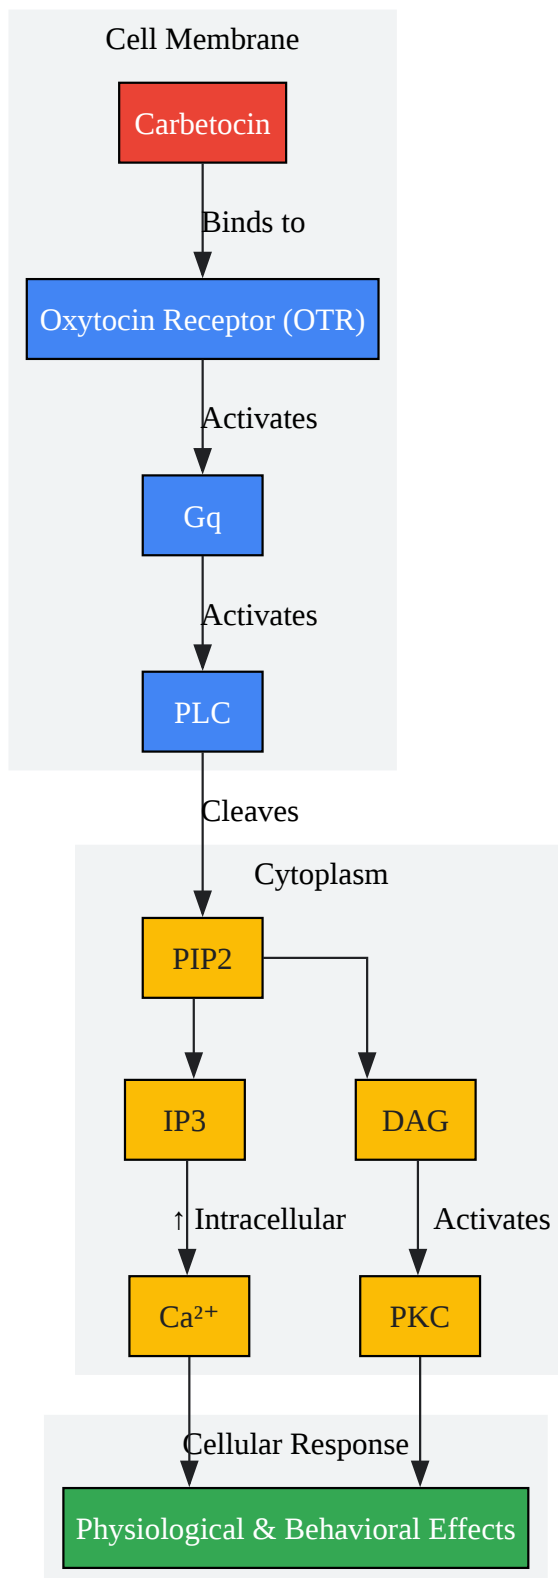 Cell Membrane
Carbetocin
Binds to
Oxytocin Receptor (OTR)
Activates
Gq
Activates
PLC
Cleaves
Cytoplasm
PIP2
IP3
DAG
↑ Intracellular
Activates
Ca²⁺
PKC
Cellular Response
Physiological & Behavioral Effects